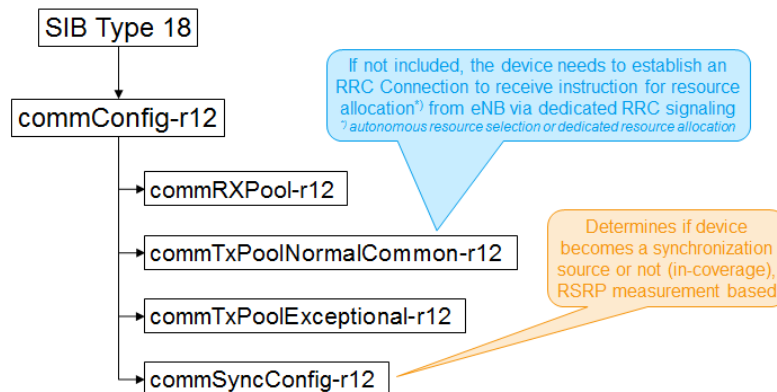 SIB Type 18
If not included, the device needs to establish an
RRC Connection to receive instruction for resource
allocation*) from eNB via dedicated RRC signaling
*) autonomous resource selection or dedicated resource allocation
commConfig-r12
commRXPool-r12
Determines if device
becomes a synchronization
source or not (in-coverage),
RSRP measurement based
commTxPoolNormalCommon-r12
commTxPoolExceptional-r12
commSyncConfig-r12